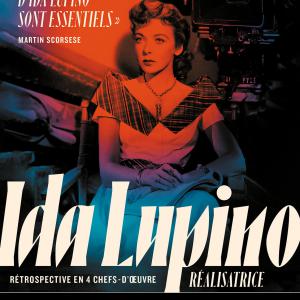 D'IDA LUPINO
SONT ESSENTIELS »
MARTIN SCORSESE
Ida Lupino
RÉTROSPECTIVE EN 4 CHEFS-D'ŒUVRE
RÉALISATRICE